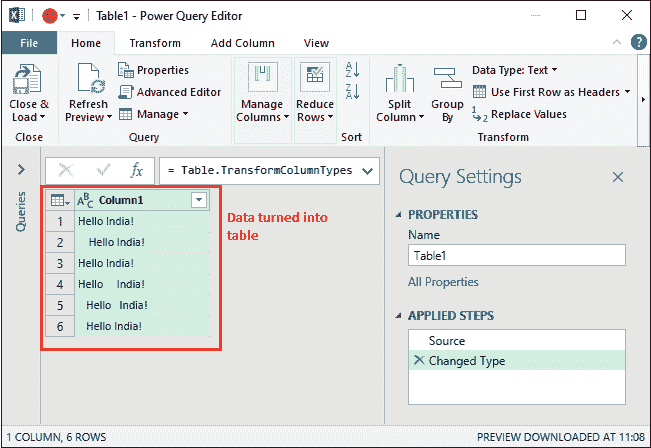 Table1 - Power Query Editor
File Home Transform Add Column View
Close & Load
Close
Refresh Preview
Properties
Advanced Editor
Manage
Query
Manage Columns
Reduce Rows
A Z
Z A
Sort
Split Column
Group By
Data Type: Text
Use First Row as Headers
1 2 Replace Values
Transform
Queries
fx = Table.TransformColumnTypes
ABC Column1
1 Hello India!
2     Hello India!
3 Hello India!
4 Hello     India!
5    Hello   India!
6    Hello India!
Data turned into
table
Query Settings
PROPERTIES
Name
Table1
All Properties
APPLIED STEPS
Source
Changed Type
1 COLUMN, 6 ROWS
PREVIEW DOWNLOADED AT 11:08